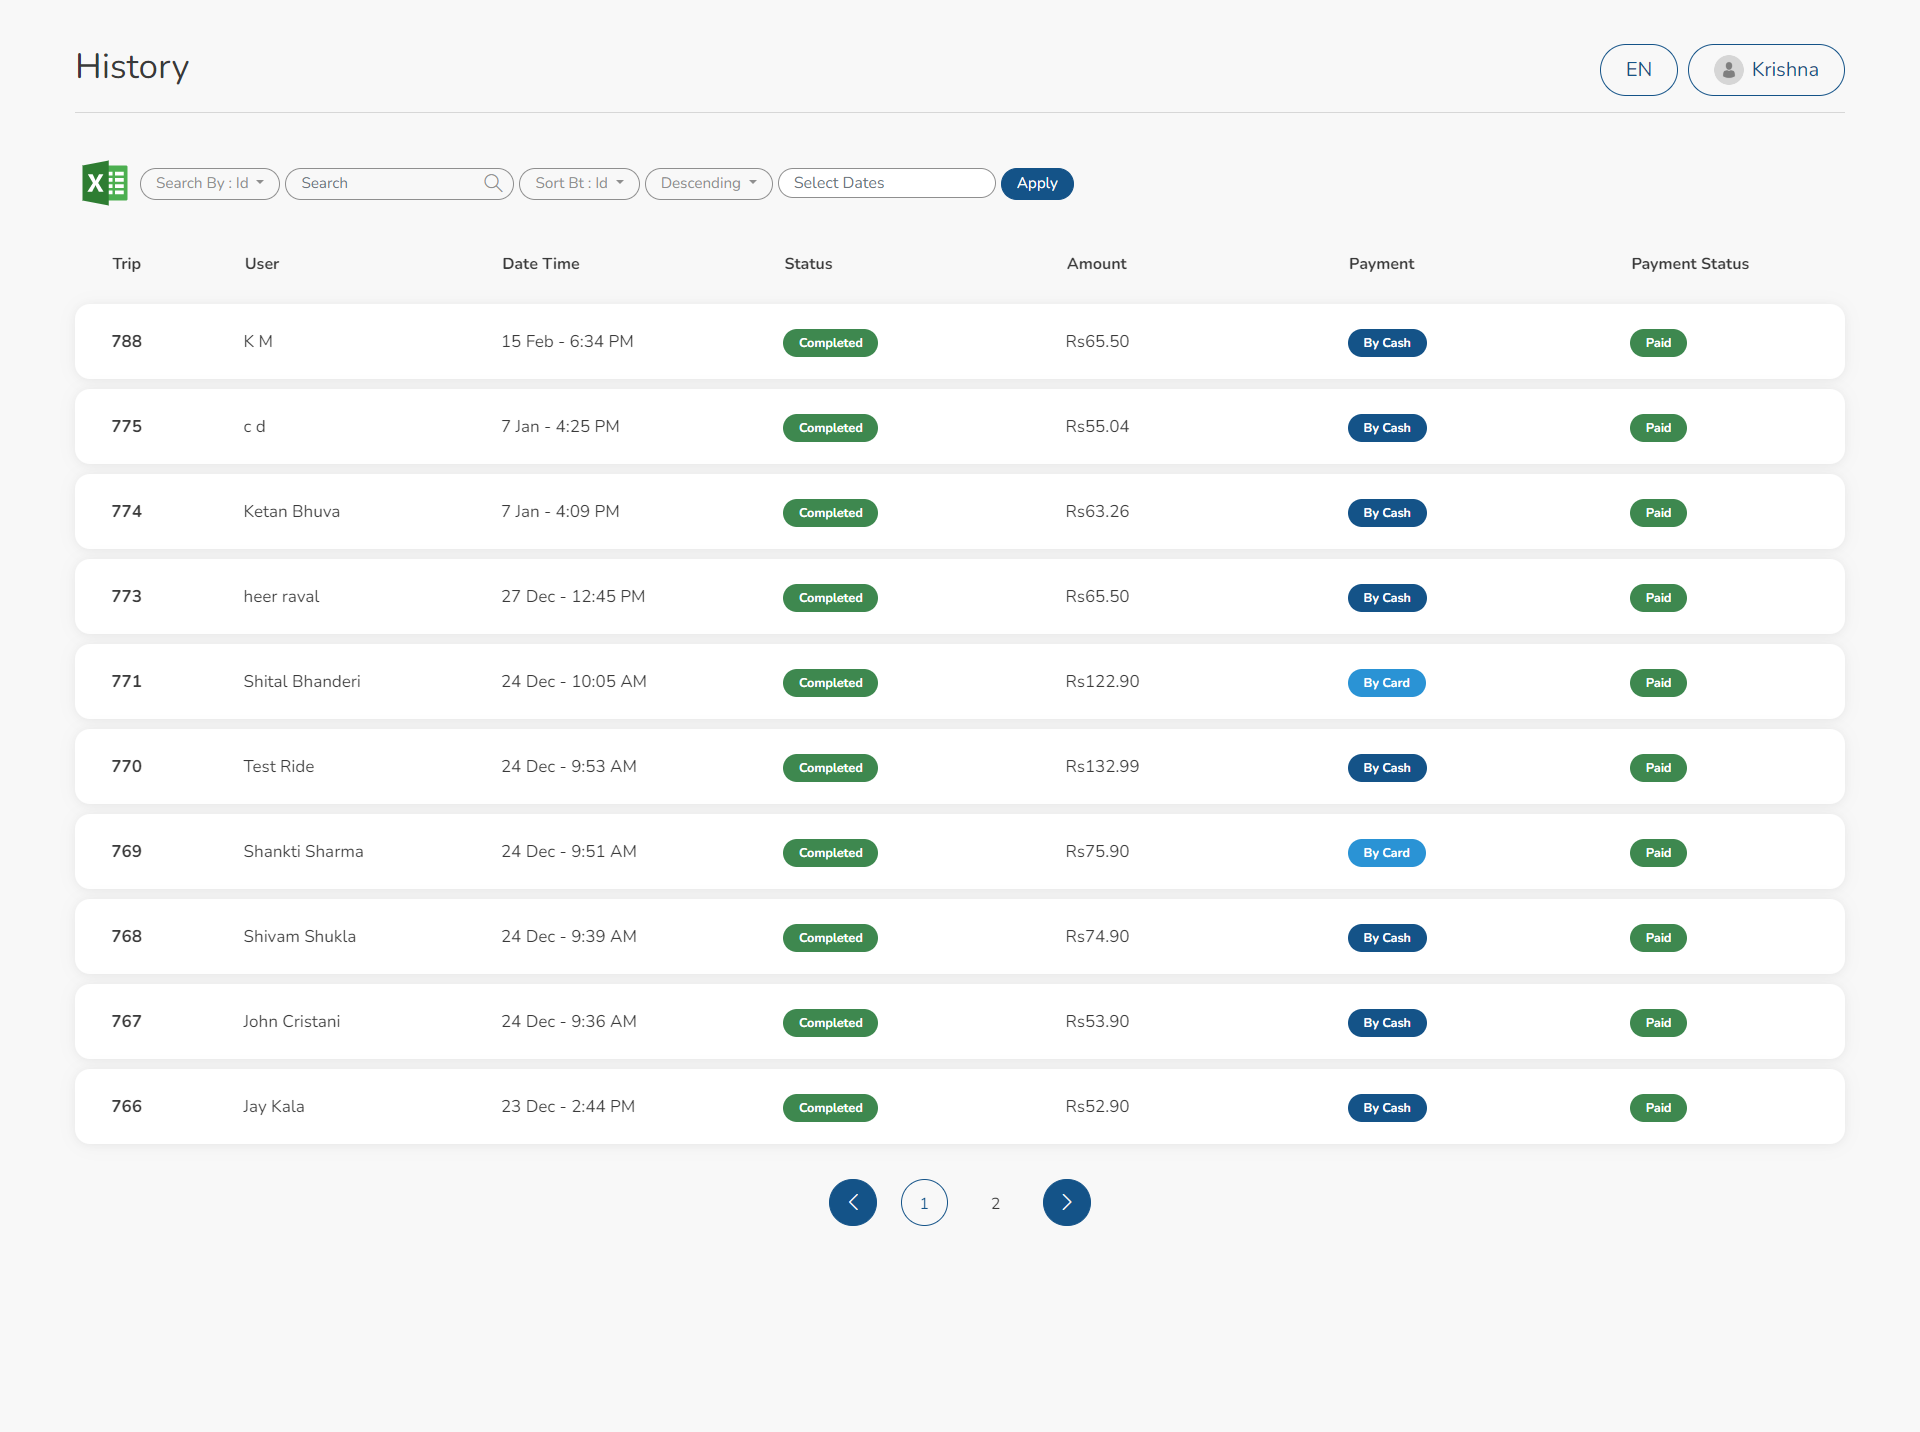 History
EN Krishna
X Search By : Id Search Sort Bt : Id Descending Select Dates Apply
Trip User Date Time Status Amount Payment Payment Status
788 K M 15 Feb - 6:34 PM Completed Rs65.50 By Cash Paid
775 c d 7 Jan - 4:25 PM Completed Rs55.04 By Cash Paid
774 Ketan Bhuva 7 Jan - 4:09 PM Completed Rs63.26 By Cash Paid
773 heer raval 27 Dec - 12:45 PM Completed Rs65.50 By Cash Paid
771 Shital Bhanderi 24 Dec - 10:05 AM Completed Rs122.90 By Card Paid
770 Test Ride 24 Dec - 9:53 AM Completed Rs132.99 By Cash Paid
769 Shankti Sharma 24 Dec - 9:51 AM Completed Rs75.90 By Card Paid
768 Shivam Shukla 24 Dec - 9:39 AM Completed Rs74.90 By Cash Paid
767 John Cristani 24 Dec - 9:36 AM Completed Rs53.90 By Cash Paid
766 Jay Kala 23 Dec - 2:44 PM Completed Rs52.90 By Cash Paid
1 2